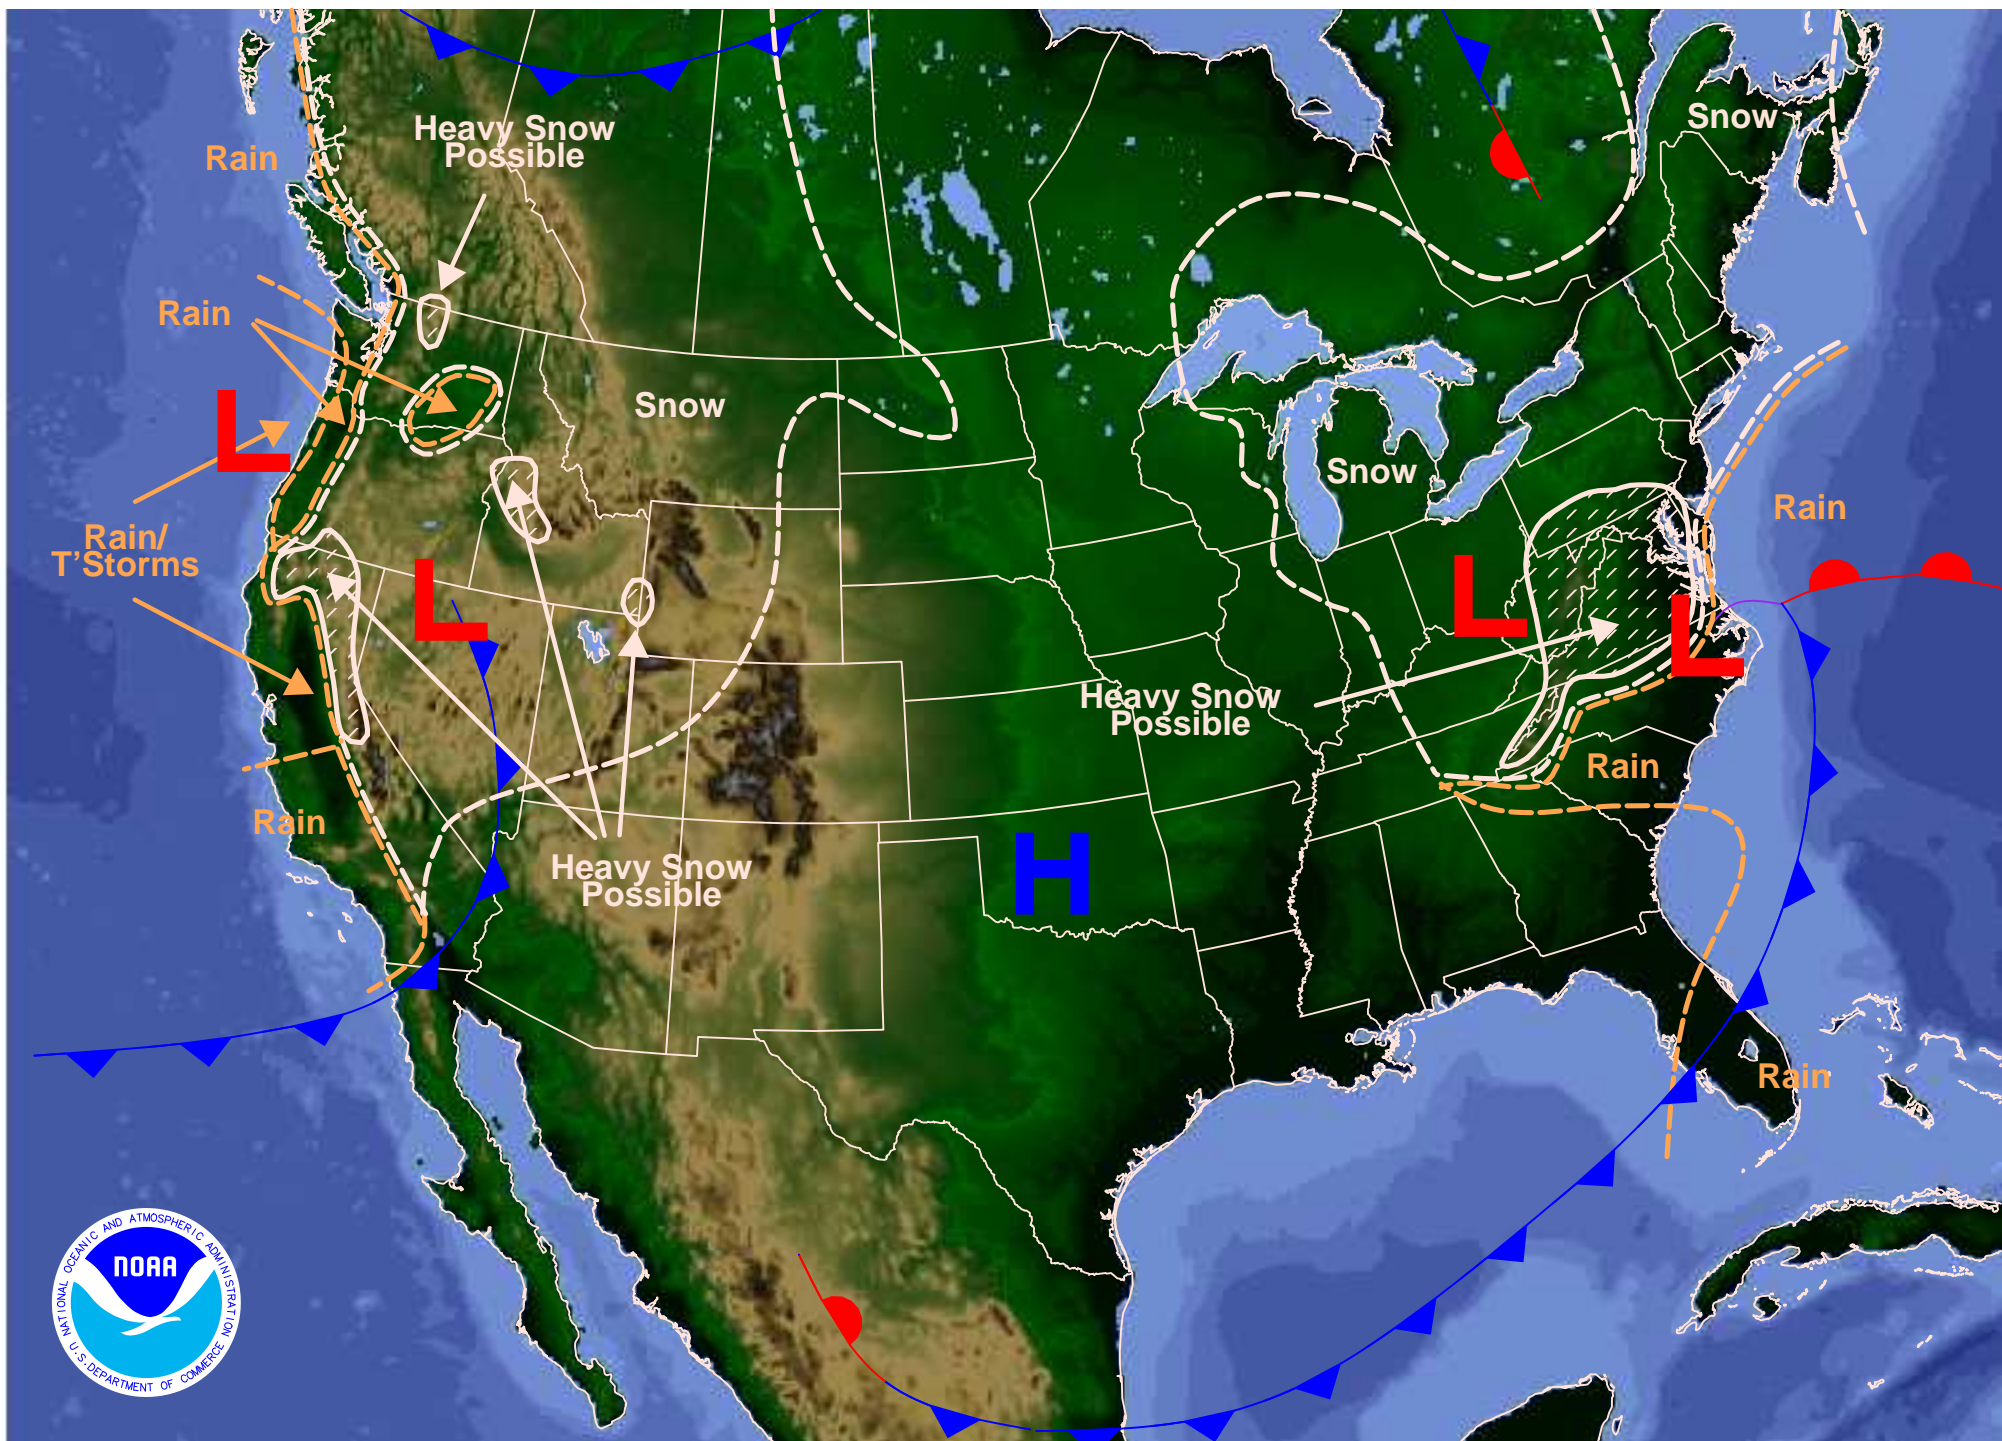 Snow
Heavy Snow
Possible
Rain
Rain
Snow
L
Snow
Rain
Rain/
T'Storms
L
L
L
Heavy Snow
Possible
Rain
Rain
H
Heavy Snow
Possible
Rain
NATIONAL OCEANIC AND ATMOSPHERIC ADMINISTRATION
NOAA
U.S. DEPARTMENT OF COMMERCE